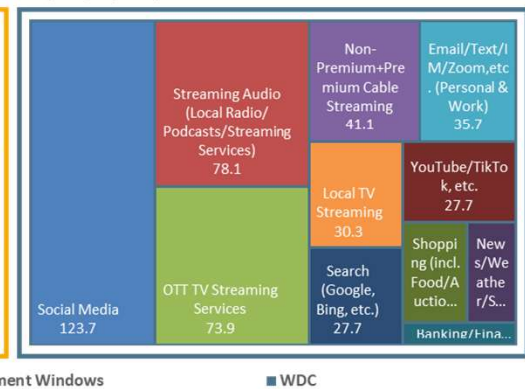 Social Media
123.7
Streaming Audio
(Local Radio/
Podcasts/Streaming
Services)
78.1
OTT TV Streaming
Services
73.9
Non-
Premium+Pre
mium Cable
Streaming
41.1
Email/Text/I
M/Zoom,etc
. (Personal &
Work)
35.7
Local TV
Streaming
30.3
YouTube/TikTo
k, etc.
27.7
Search
(Google,
Bing, etc.)
27.7
Shoppi
ng (incl.
Food/A
uctio...
New
s/We
athe
r/S...
Banking/Fina...
ment Windows
WDC